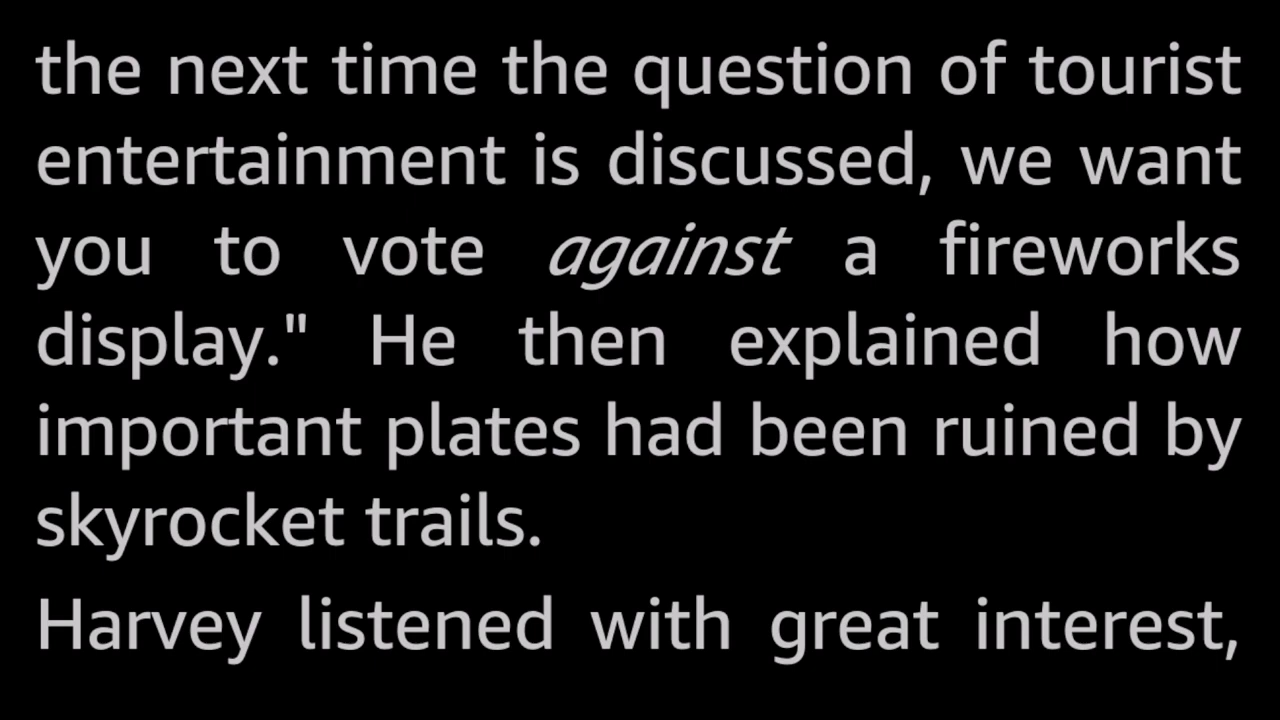 the next time the question of tourist
entertainment is discussed, we want
you to vote against a fireworks
display." He then explained how
important plates had been ruined by
skyrocket trails.
Harvey listened with great interest,